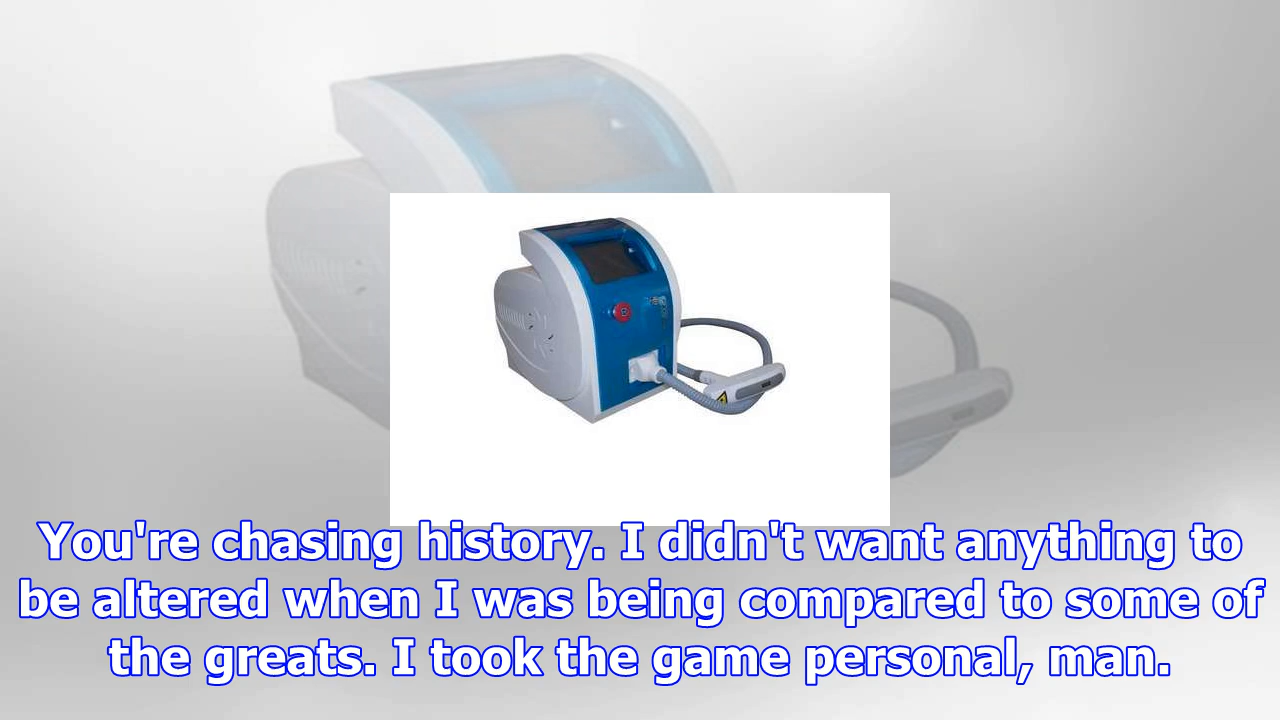 You're chasing history. I didn't want anything to
be altered when I was being compared to some of
the greats. I took the game personal, man.